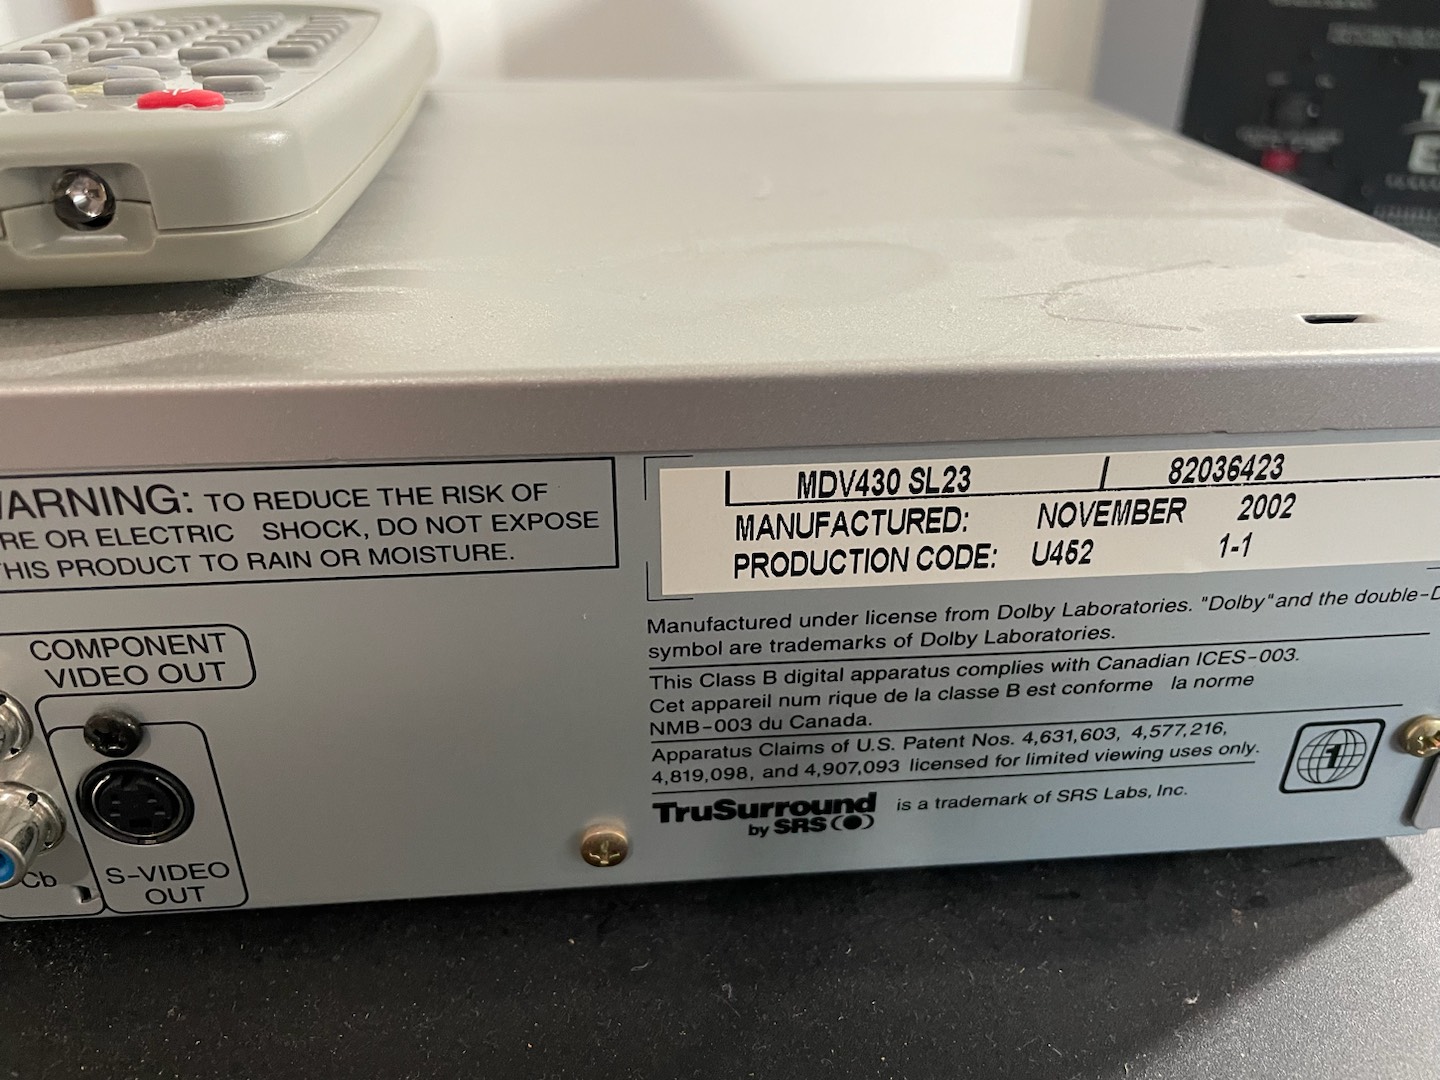 WARNING: TO REDUCE THE RISK OF
RE OR ELECTRIC SHOCK, DO NOT EXPOSE
THIS PRODUCT TO RAIN OR MOISTURE.
MDV430 SL23 82036423
MANUFACTURED: NOVEMBER 2002
PRODUCTION CODE: U452 1-1
Manufactured under license from Dolby Laboratories. "Dolby" and the double-D
symbol are trademarks of Dolby Laboratories.
This Class B digital apparatus complies with Canadian ICES-003.
Cet appareil num rique de la classe B est conforme la norme
NMB-003 du Canada.
Apparatus Claims of U.S. Patent Nos. 4,631,603, 4,577,216,
4,819,098, and 4,907,093 licensed for limited viewing uses only.
TruSurround is a trademark of SRS Labs, Inc.
by SRS
1
COMPONENT
VIDEO OUT
Cb
S-VIDEO
OUT